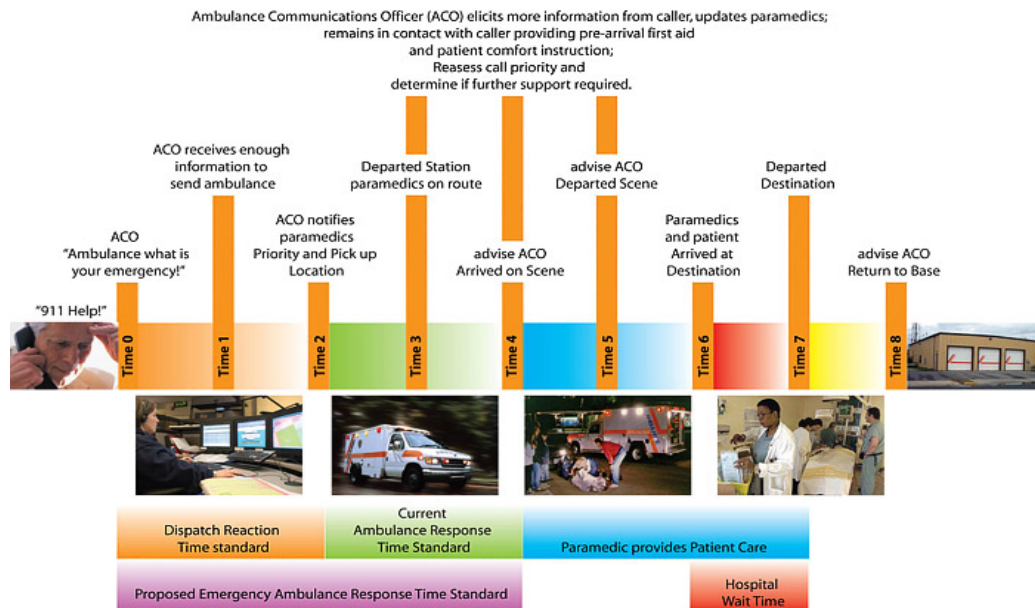 Ambulance Communications Officer (ACO) elicits more information from caller, updates paramedics;
remains in contact with caller providing pre-arrival first aid
and patient comfort instruction;
Reasess call priority and
determine if further support required.
ACO receives enough
information to
send ambulance
Departed Station
paramedics on route
advise ACO
Departed Scene
Departed
Destination
ACO
"Ambulance what is
your emergency!"
ACO notifies
paramedics
Priority and Pick up
Location
advise ACO
Arrived on Scene
Paramedics
and patient
Arrived at
Destination
advise ACO
Return to Base
"911 Help!"
Time 0
Time 1
Time 2
Time 3
Time 4
Time 5
Time 6
Time 7
Time 8
Dispatch Reaction
Time standard
Current
Ambulance Response
Time Standard
Paramedic provides Patient Care
Proposed Emergency Ambulance Response Time Standard
Hospital
Wait Time